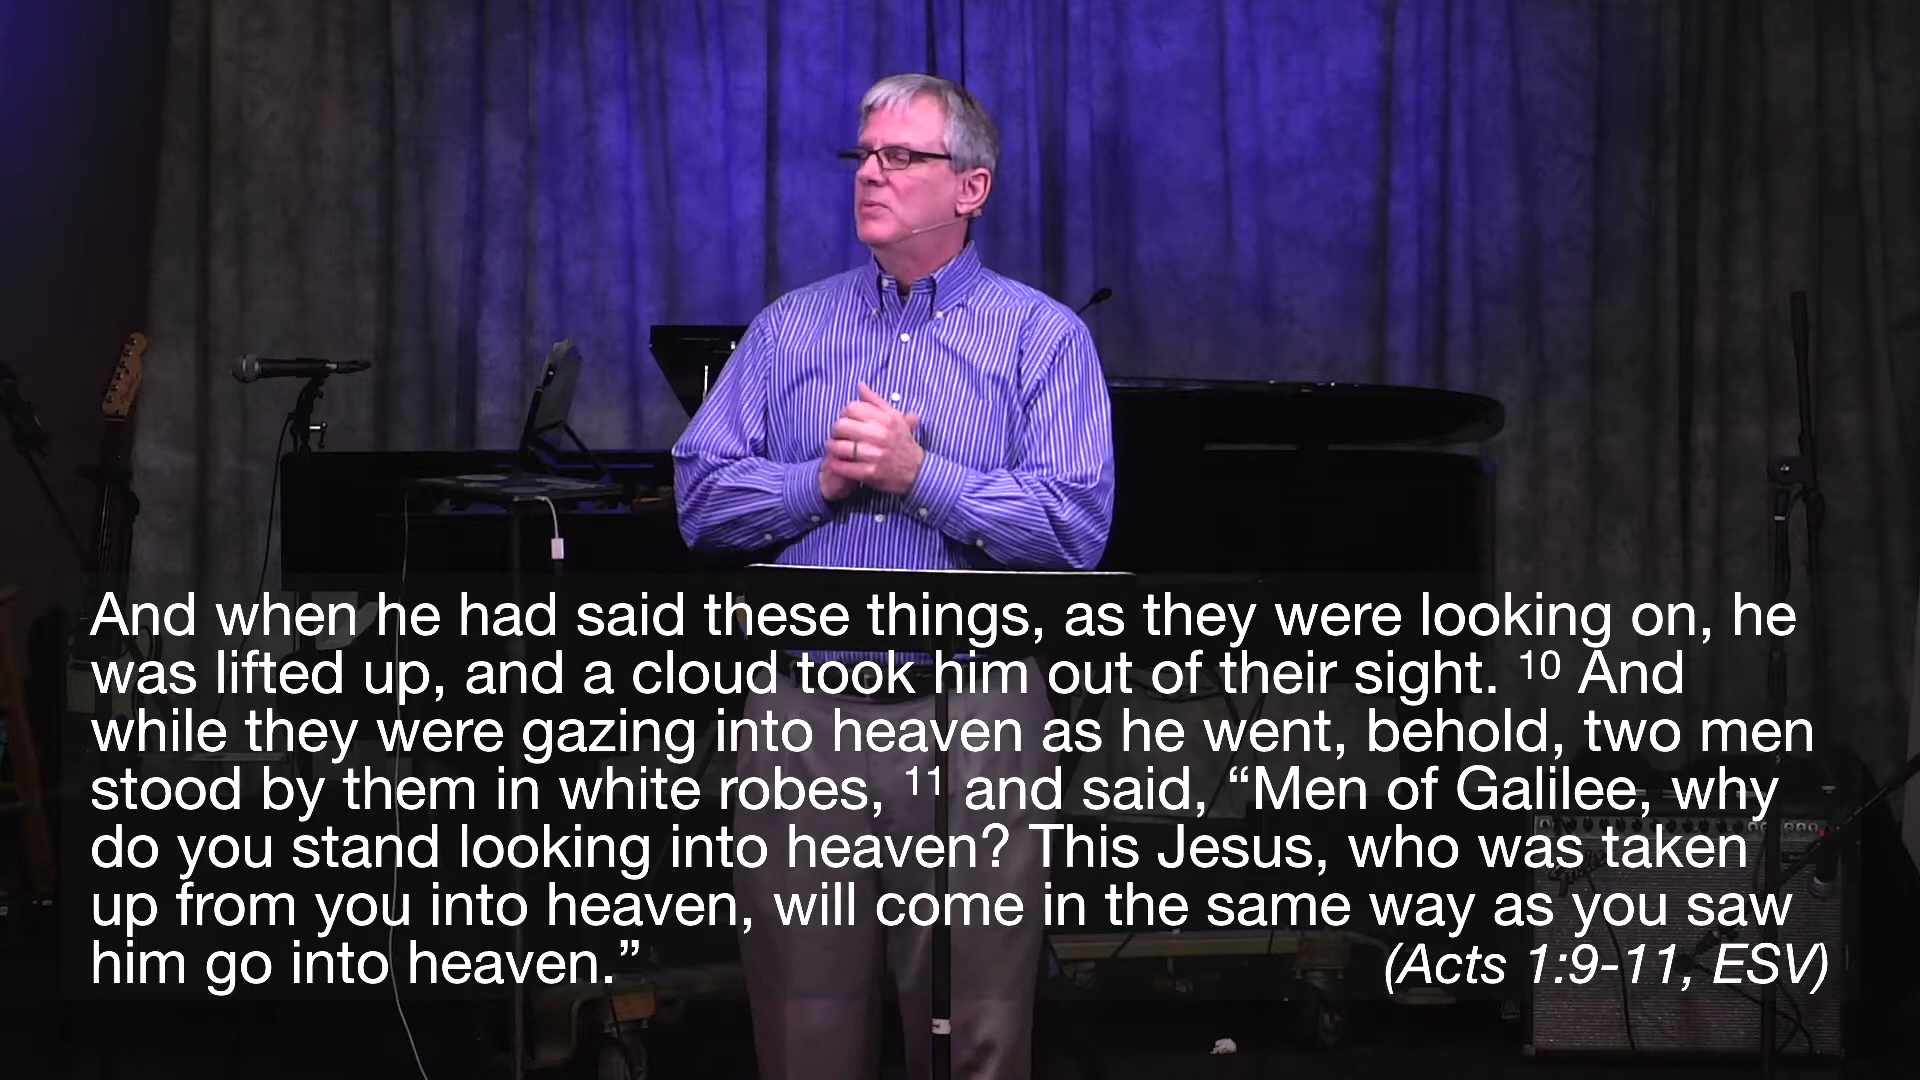 And when he had said these things, as they were looking on, he
was lifted up, and a cloud took him out of their sight. ¹⁰ And
while they were gazing into heaven as he went, behold, two men
stood by them in white robes, ¹¹ and said, “Men of Galilee, why
do you stand looking into heaven? This Jesus, who was taken
up from you into heaven, will come in the same way as you saw
him go into heaven.” (Acts 1:9-11, ESV)